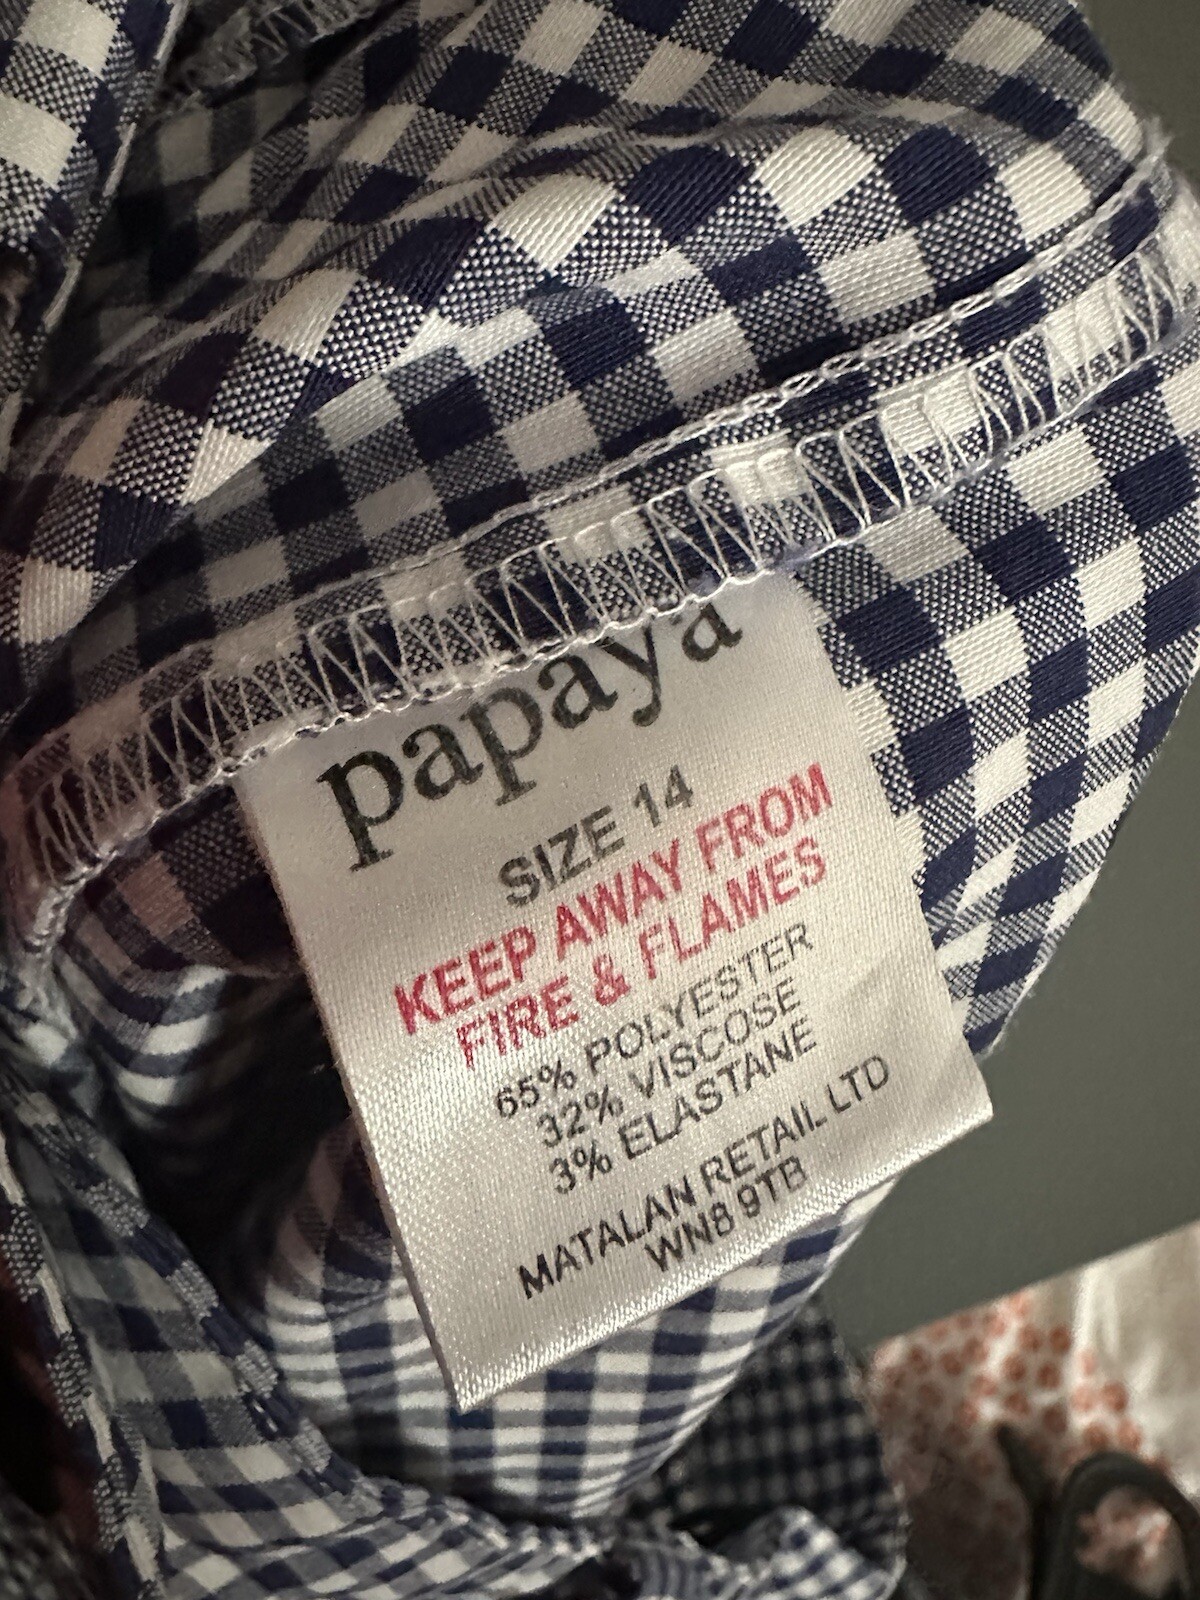 papaya
SIZE 14
KEEP AWAY FROM
FIRE & FLAMES
65% POLYESTER
32% VISCOSE
3% ELASTANE
MATALAN RETAIL LTD
WN8 9TB